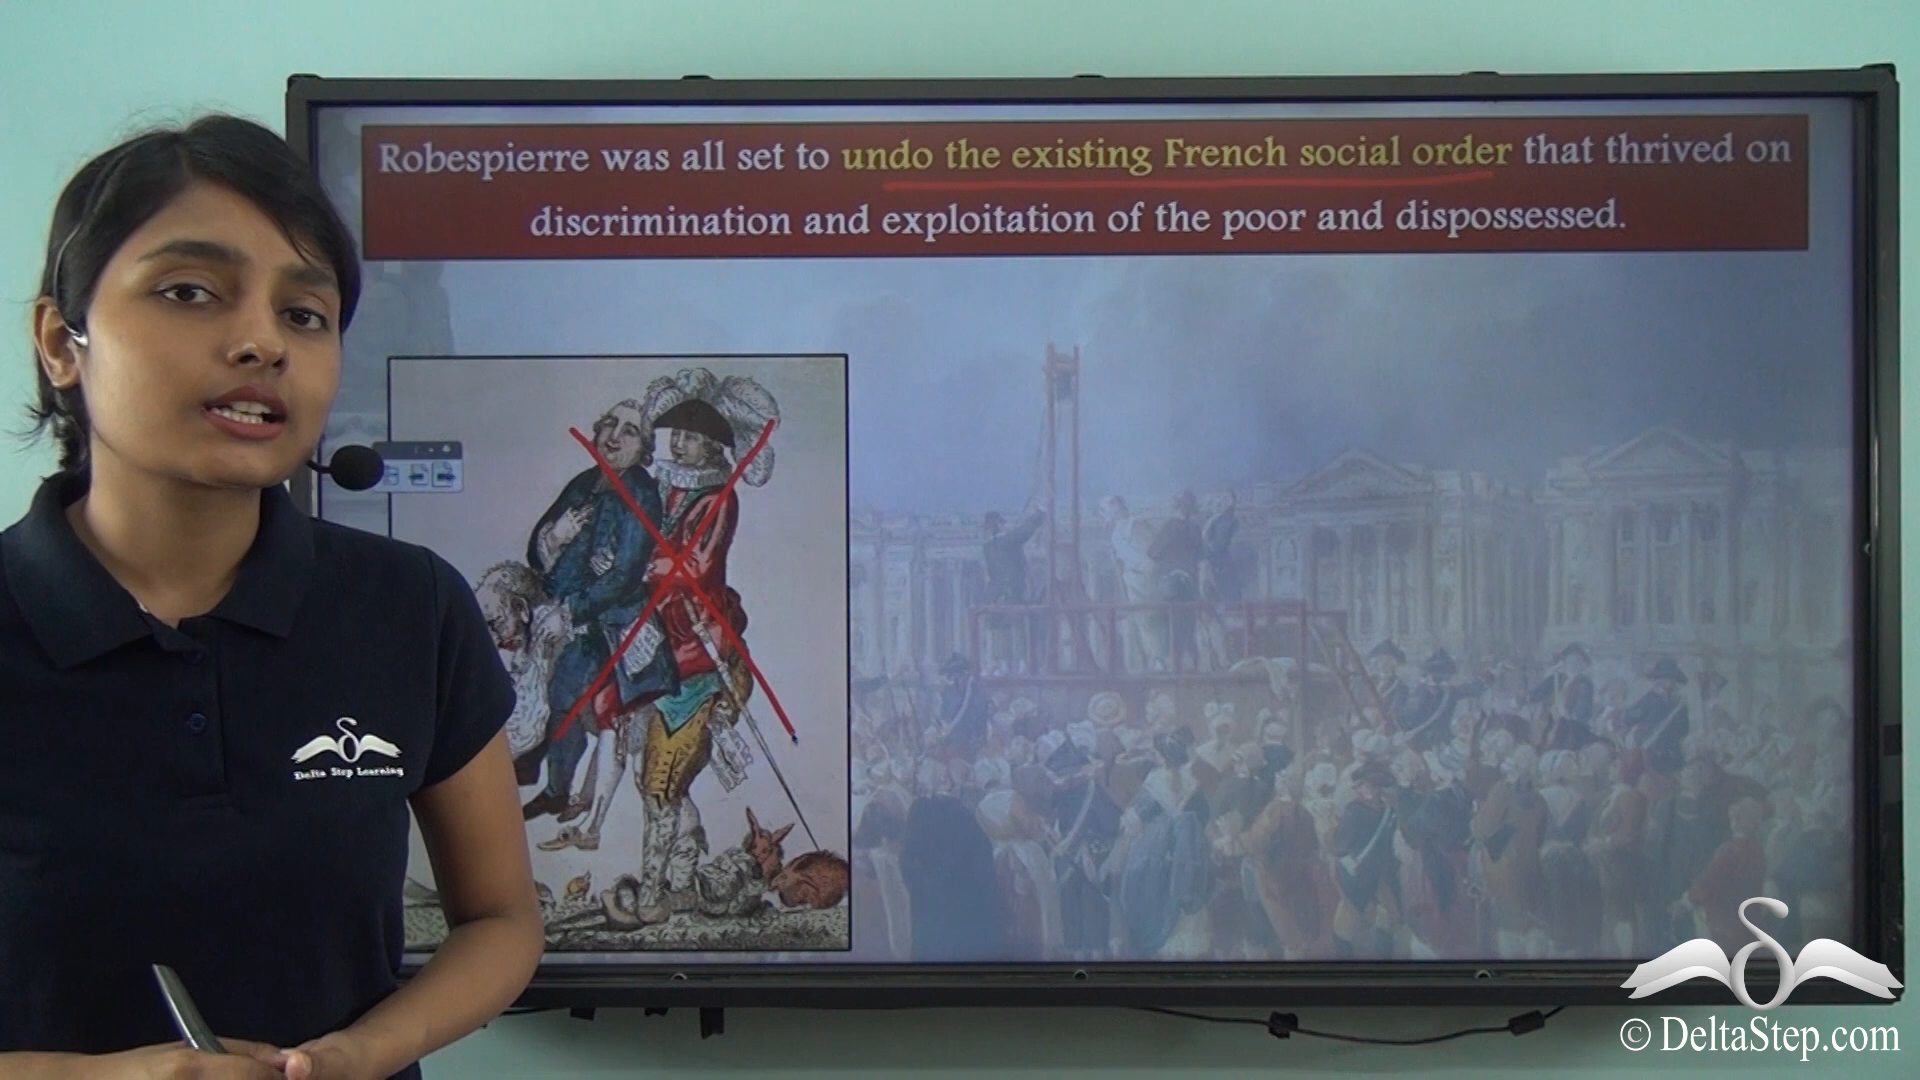 Robespierre was all set to undo the existing French social order that thrived on
discrimination and exploitation of the poor and dispossessed.
Delta Step Learning
© DeltaStep.com